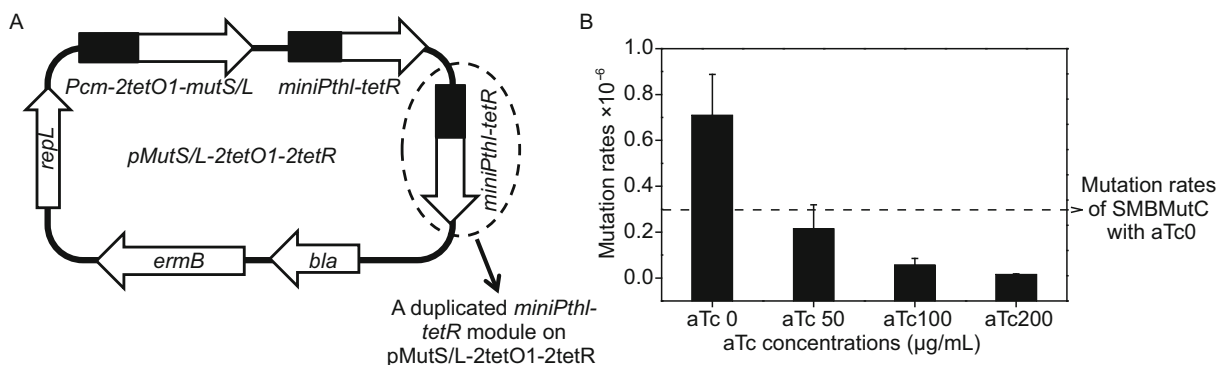 A
Pcm-2tetO1-mutS/L
miniPthl-tetR
miniPthl-tetR
repL
pMutS/L-2tetO1-2tetR
ermB
bla
A duplicated miniPthl-
tetR module on
pMutS/L-2tetO1-2tetR
B
Mutation rates ×10⁻⁶
1.0
0.8
0.6
0.4
0.2
0.0
aTc 0
aTc 50
aTc100
aTc200
aTc concentrations (µg/mL)
Mutation rates
of SMBMutC
with aTc0